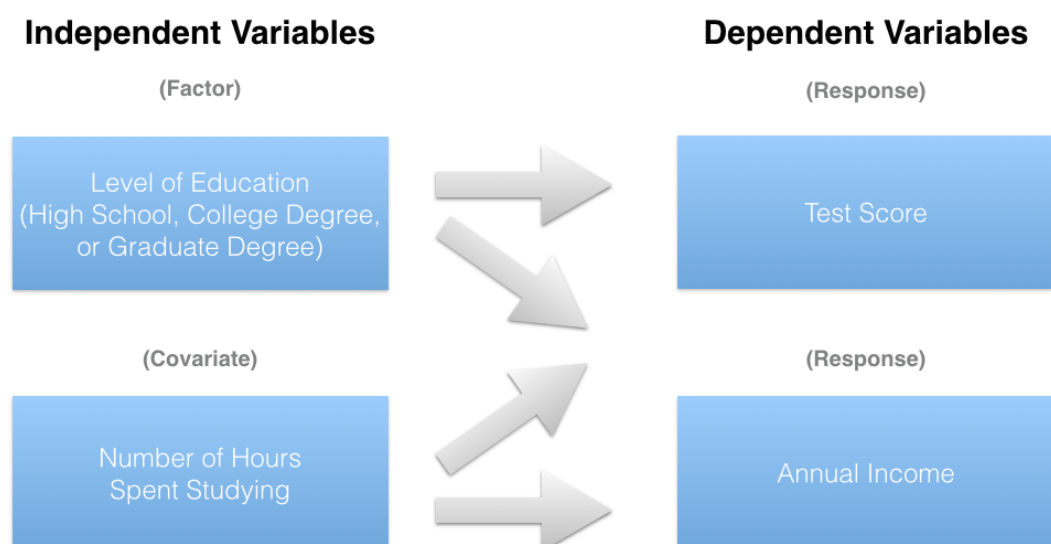 Independent Variables
Dependent Variables
(Factor)
(Response)
Level of Education
(High School, College Degree,
or Graduate Degree)
Test Score
(Covariate)
(Response)
Number of Hours
Spent Studying
Annual Income